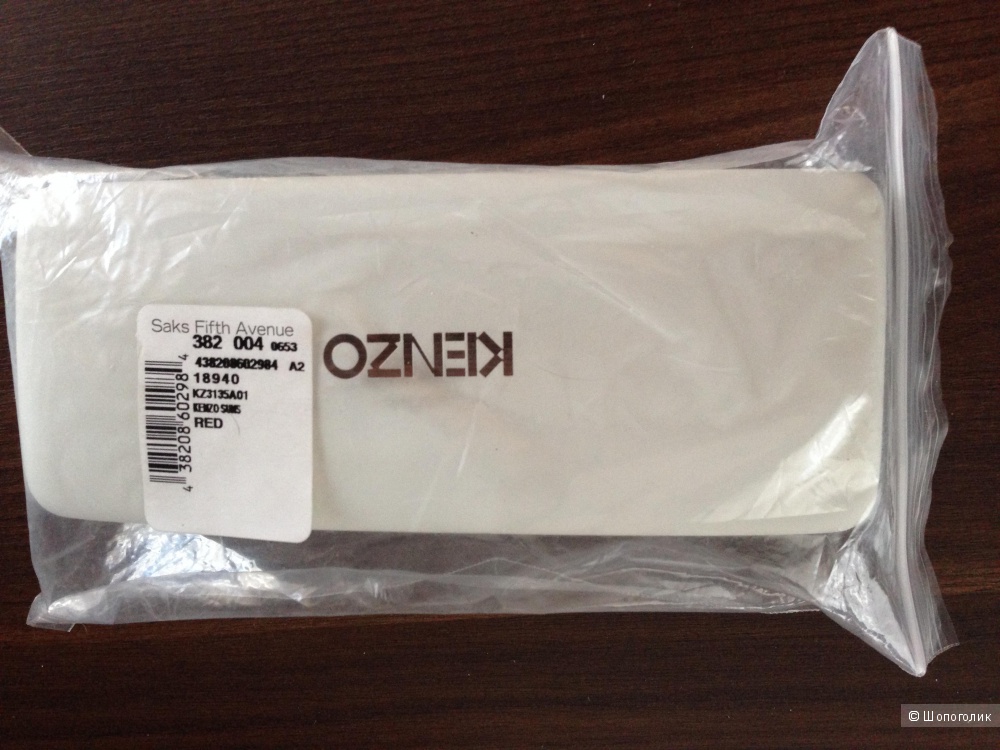 Saks Fifth Avenue
382 004 0653
438208602984 A2
18940
KZ3135A01
KENZO SUNS
RED
4 38208 60298 4
KENZO
© Шопоголик